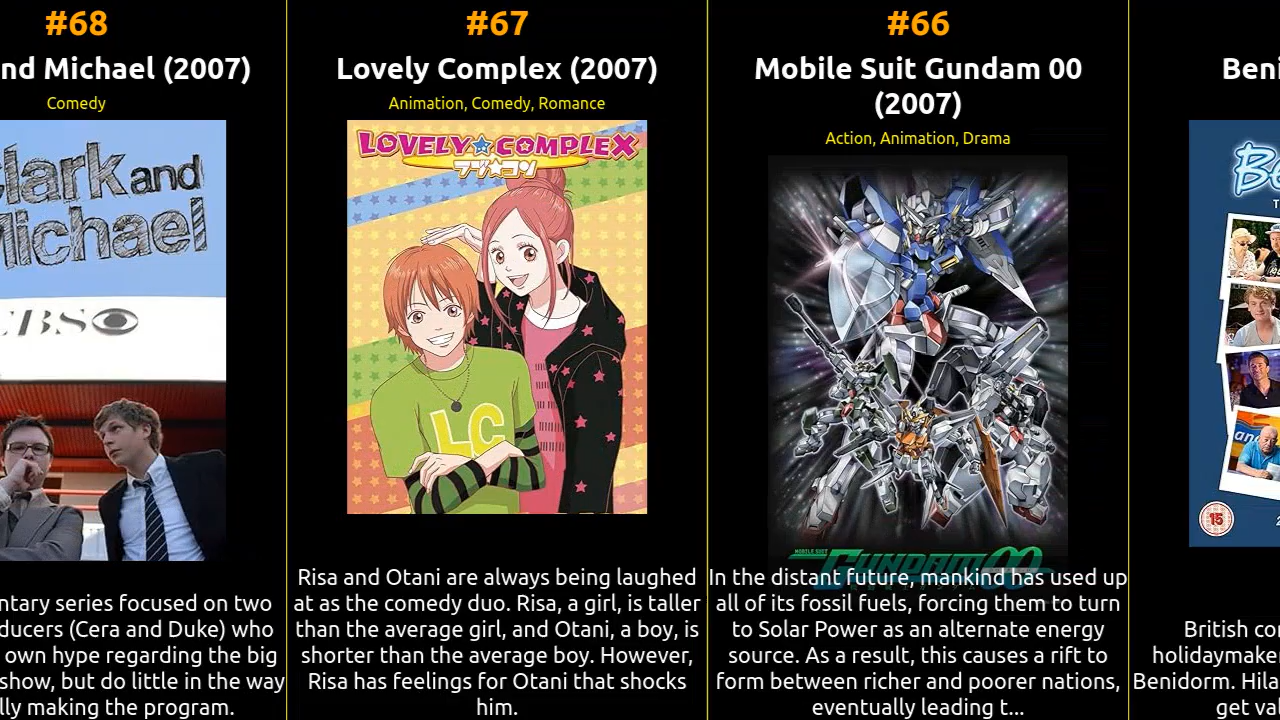 #68
nd Michael (2007)
Comedy
lark and
Michael
CBS
ntary series focused on two
ducers (Cera and Duke) who
own hype regarding the big
show, but do little in the way
lly making the program.
#67
Lovely Complex (2007)
Animation, Comedy, Romance
LOVELY★COMPLEX
ラブ★コン
LC
Risa and Otani are always being laughed
at as the comedy duo. Risa, a girl, is taller
than the average girl, and Otani, a boy, is
shorter than the average boy. However,
Risa has feelings for Otani that shocks
him.
#66
Mobile Suit Gundam 00
(2007)
Action, Animation, Drama
MOBILE SUIT
GUNDAM 00
In the distant future, mankind has used up
all of its fossil fuels, forcing them to turn
to Solar Power as an alternate energy
source. As a result, this causes a rift to
form between richer and poorer nations,
eventually leading t...
Beni
Be
T
15
British co
holidaymake
Benidorm. Hila
get va